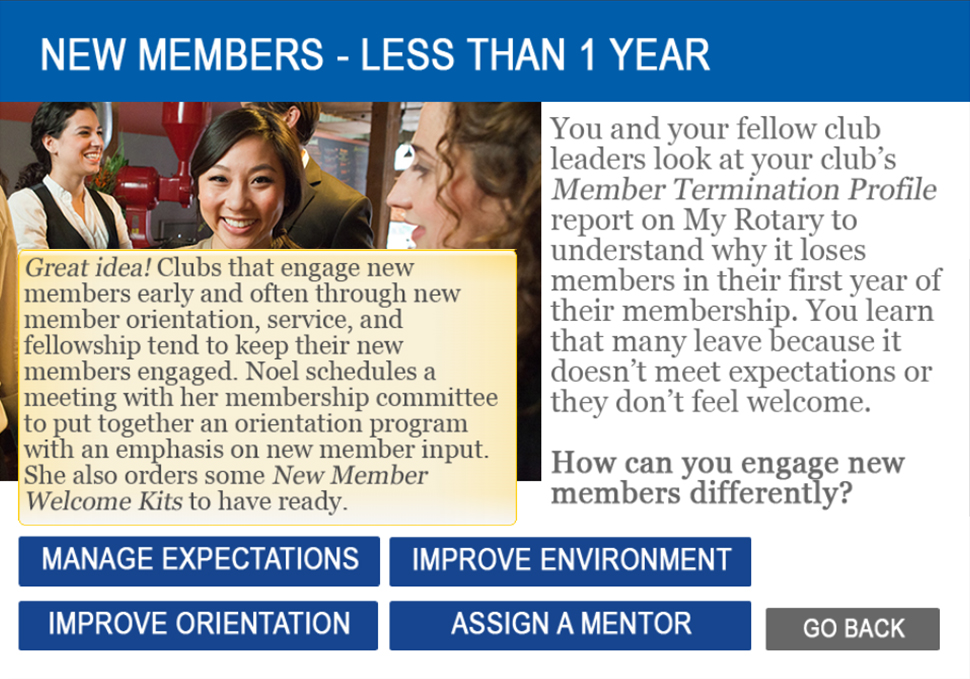 NEW MEMBERS - LESS THAN 1 YEAR
You and your fellow club
leaders look at your club's
Member Termination Profile
report on My Rotary to
understand why it loses
members in their first year of
their membership. You learn
that many leave because it
doesn't meet expectations or
they don't feel welcome.
How can you engage new
members differently?
Great idea! Clubs that engage new
members early and often through new
member orientation, service, and
fellowship tend to keep their new
members engaged. Noel schedules a
meeting with her membership committee
to put together an orientation program
with an emphasis on new member input.
She also orders some New Member
Welcome Kits to have ready.
MANAGE EXPECTATIONS
IMPROVE ENVIRONMENT
IMPROVE ORIENTATION
ASSIGN A MENTOR
GO BACK